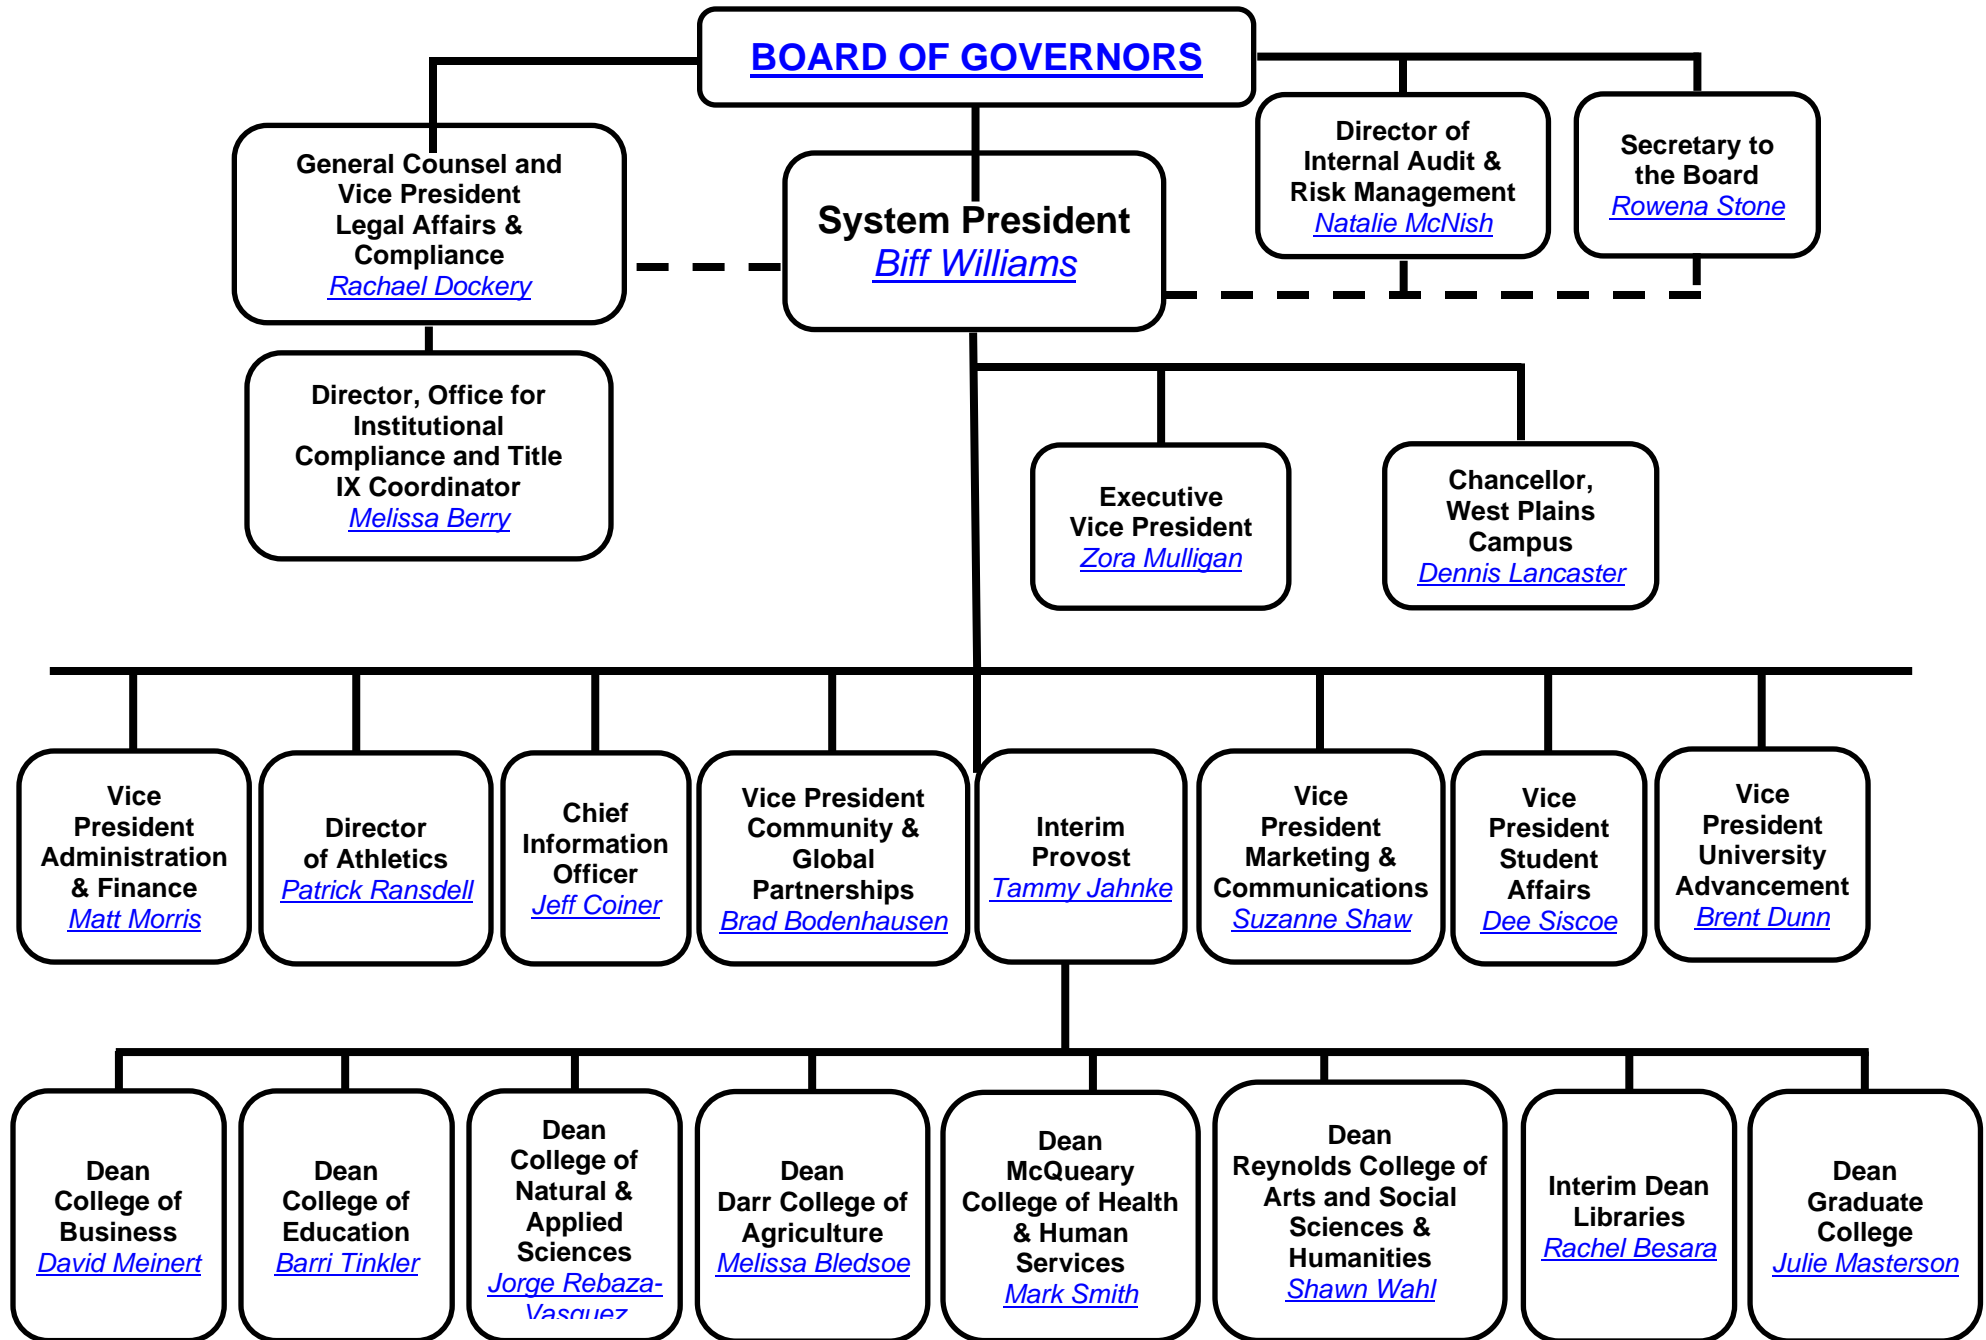 BOARD OF GOVERNORS
General Counsel and
Vice President
Legal Affairs &
Compliance
Rachael Dockery
System President
Biff Williams
Director of
Internal Audit &
Risk Management
Natalie McNish
Secretary to
the Board
Rowena Stone
Director, Office for
Institutional
Compliance and Title
IX Coordinator
Melissa Berry
Executive
Vice President
Zora Mulligan
Chancellor,
West Plains
Campus
Dennis Lancaster
Vice
President
Administration
& Finance
Matt Morris
Director
of Athletics
Patrick Ransdell
Chief
Information
Officer
Jeff Coiner
Vice President
Community &
Global
Partnerships
Brad Bodenhausen
Interim
Provost
Tammy Jahnke
Vice
President
Marketing &
Communications
Suzanne Shaw
Vice
President
Student
Affairs
Dee Siscoe
Vice
President
University
Advancement
Brent Dunn
Dean
College of
Business
David Meinert
Dean
College of
Education
Barri Tinkler
Dean
College of
Natural &
Applied
Sciences
Jorge Rebaza-
Vasquez
Dean
Darr College of
Agriculture
Melissa Bledsoe
Dean
McQueary
College of Health
& Human
Services
Mark Smith
Dean
Reynolds College of
Arts and Social
Sciences &
Humanities
Shawn Wahl
Interim Dean
Libraries
Rachel Besara
Dean
Graduate
College
Julie Masterson